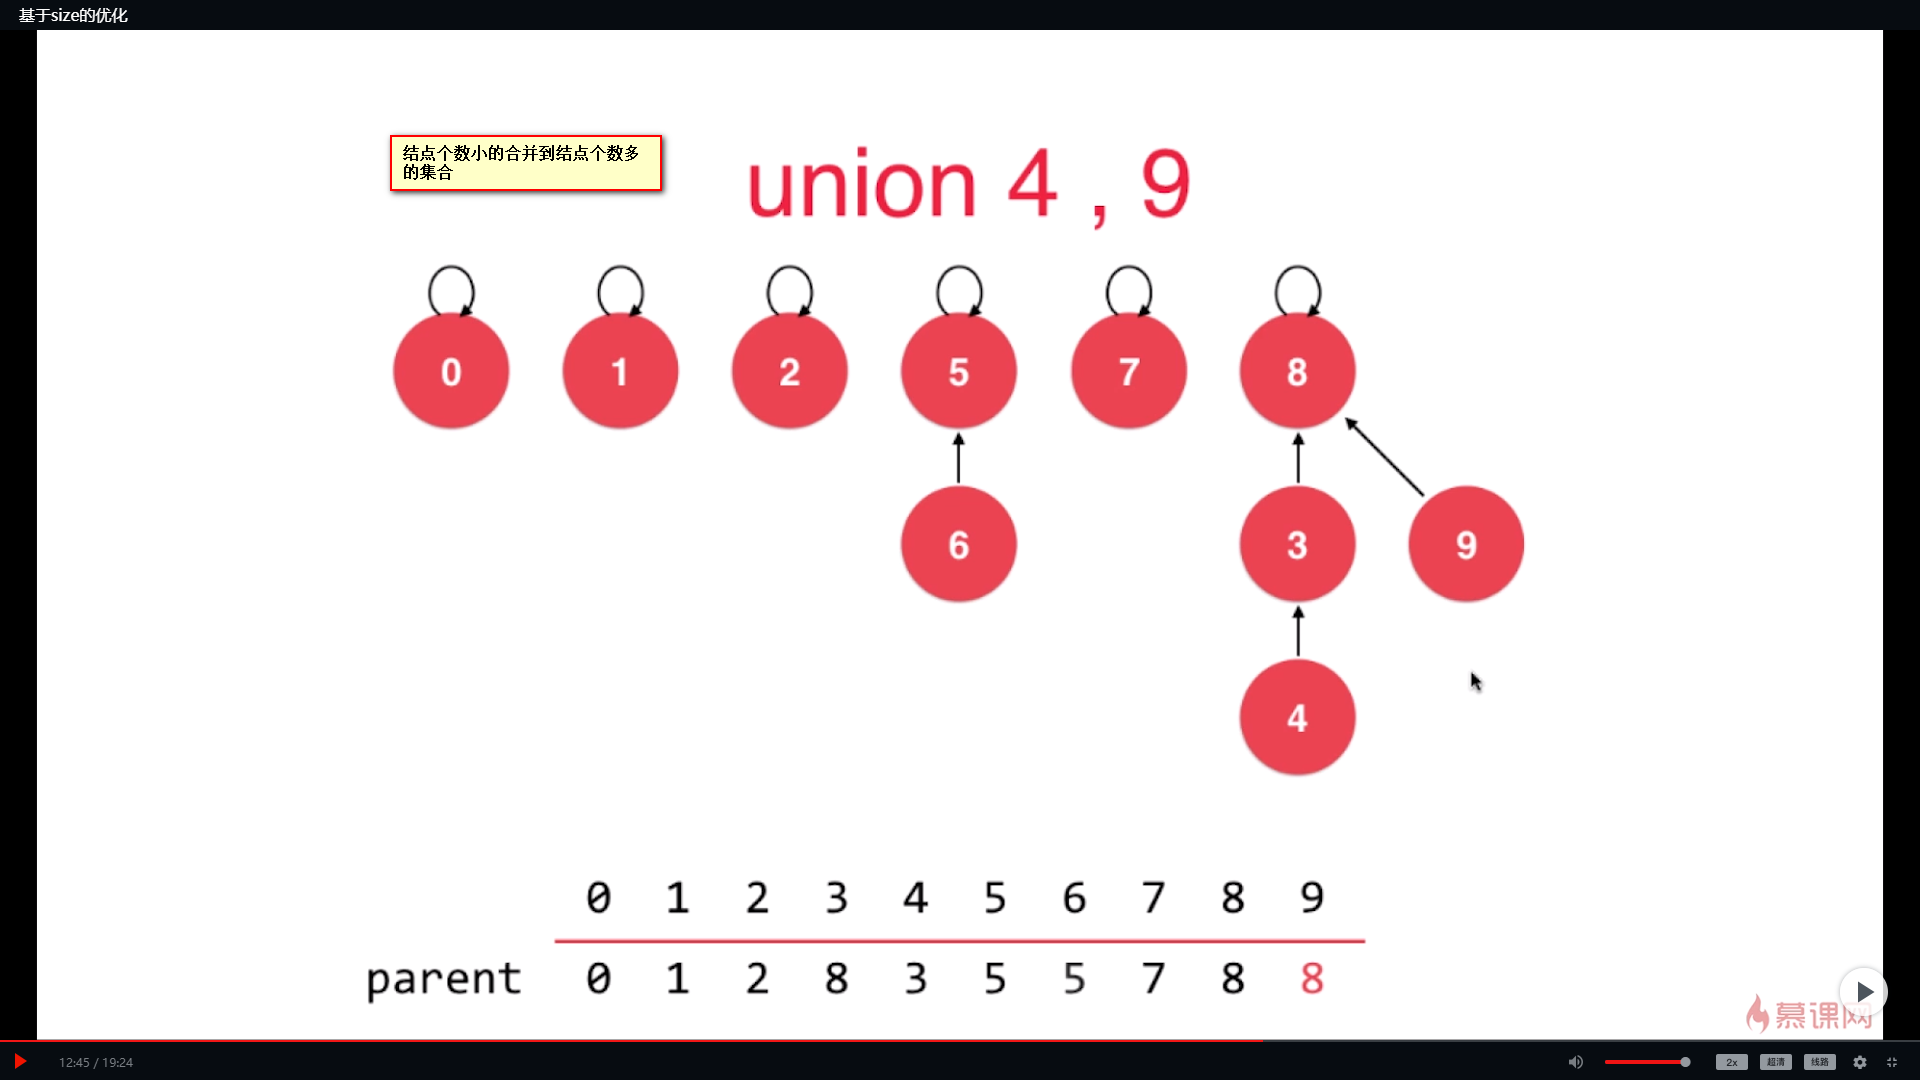 基于size的优化
结点个数小的合并到结点个数多
的集合
union 4 , 9
0 1 2 5 7 8
6 3 9
4
0 1 2 3 4 5 6 7 8 9
parent 0 1 2 8 3 5 5 7 8 8
慕课网
12:45 / 19:24 2x 超清 线路